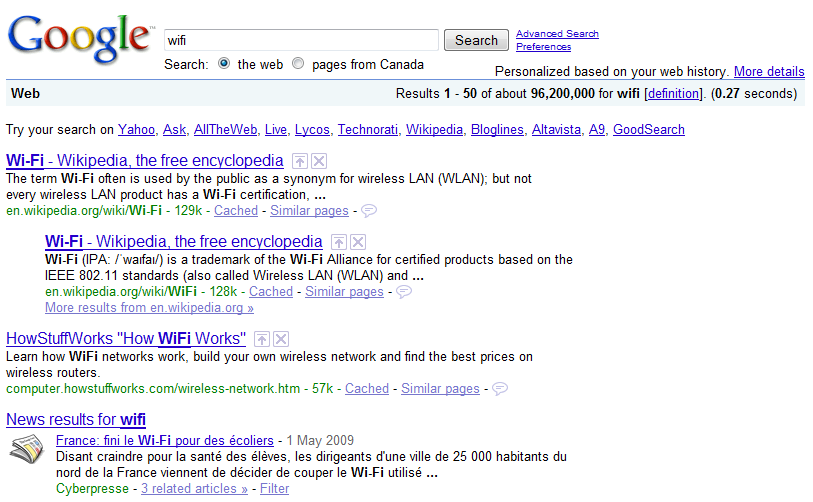 Google™
wifi Search Advanced Search
Preferences
Search: the web pages from Canada
Personalized based on your web history. More details
Web Results 1 - 50 of about 96,200,000 for wifi [definition]. (0.27 seconds)
Try your search on Yahoo, Ask, AllTheWeb, Live, Lycos, Technorati, Wikipedia, Bloglines, Altavista, A9, GoodSearch
Wi-Fi - Wikipedia, the free encyclopedia
The term Wi-Fi often is used by the public as a synonym for wireless LAN (WLAN); but not
every wireless LAN product has a Wi-Fi certification, ...
en.wikipedia.org/wiki/Wi-Fi - 129k - Cached - Similar pages -
Wi-Fi - Wikipedia, the free encyclopedia
Wi-Fi (IPA: /ˈwaɪfaɪ/) is a trademark of the Wi-Fi Alliance for certified products based on the
IEEE 802.11 standards (also called Wireless LAN (WLAN) and ...
en.wikipedia.org/wiki/WiFi - 128k - Cached - Similar pages -
More results from en.wikipedia.org »
HowStuffWorks "How WiFi Works"
Learn how WiFi networks work, build your own wireless network and find the best prices on
wireless routers.
computer.howstuffworks.com/wireless-network.htm - 57k - Cached - Similar pages -
News results for wifi
France: fini le Wi-Fi pour des écoliers - 1 May 2009
Disant craindre pour la santé des élèves, les dirigeants d'une ville de 25 000 habitants du
nord de la France viennent de décider de couper le Wi-Fi utilisé ...
Cyberpresse - 3 related articles » - Filter